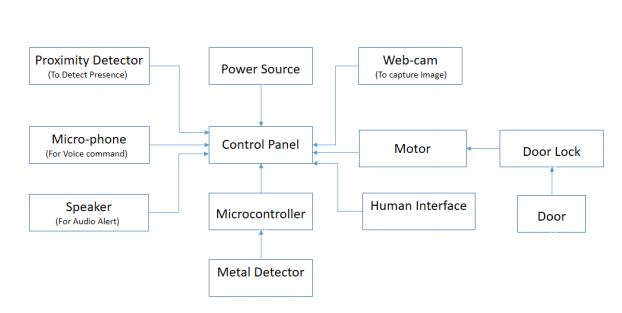 Proximity Detector
(To Detect Presence)
Power Source
Web-cam
(To capture image)
Micro-phone
(For Voice command)
Control Panel
Motor
Door Lock
Speaker
(For Audio Alert)
Microcontroller
Human Interface
Door
Metal Detector